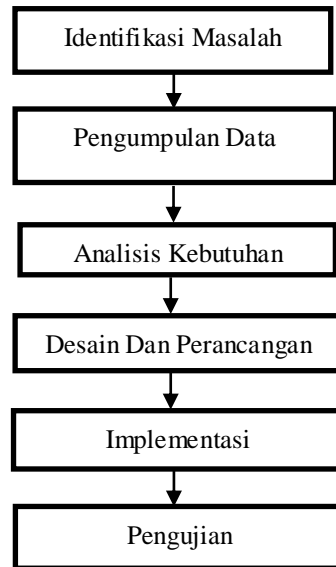 Identifikasi Masalah
Pengumpulan Data
Analisis Kebutuhan
Desain Dan Perancangan
Implementasi
Pengujian